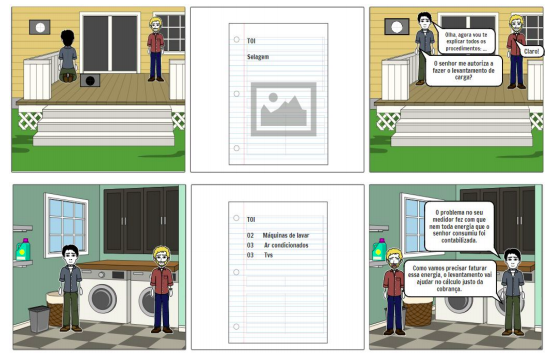 TOI
Selagem
Olha, agora vou te
explicar todos os
procedimentos: ...
Claro!
O senhor me autoriza a
fazer o levantamento de
carga?
TOI
02 Máquinas de lavar
03 Ar condicionados
03 Tvs
O problema no seu
medidor fez com que
nem toda energia que o
senhor consumiu foi
contabilizada.
Como vamos precisar faturar
essa energia, o levantamento vai
ajudar no cálculo justo da
cobrança.